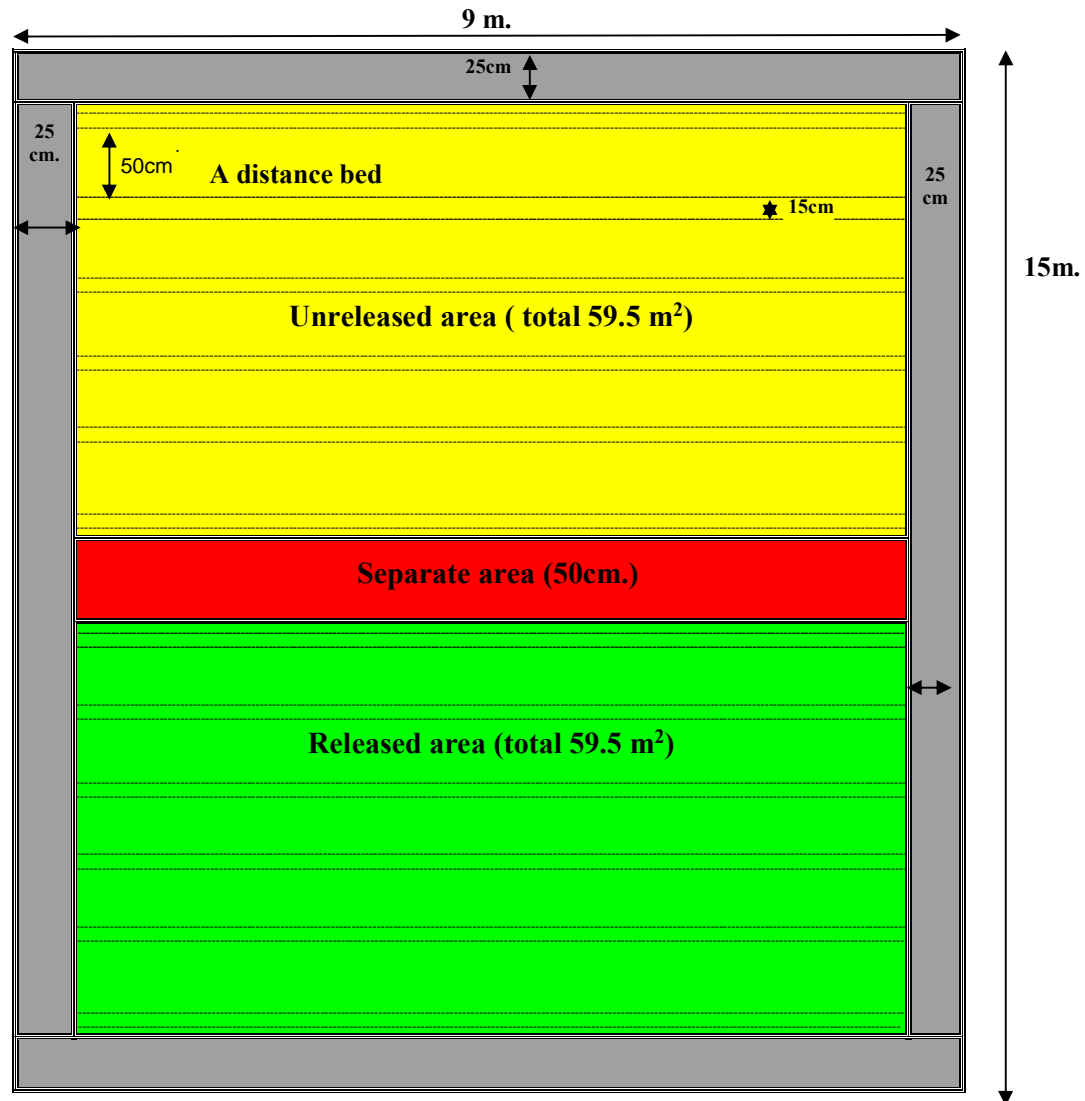 9 m.
25cm
25
cm.
50cm
A distance bed
25
cm
15cm
15m.
Unreleased area ( total 59.5 m²)
Separate area (50cm.)
Released area (total 59.5 m²)